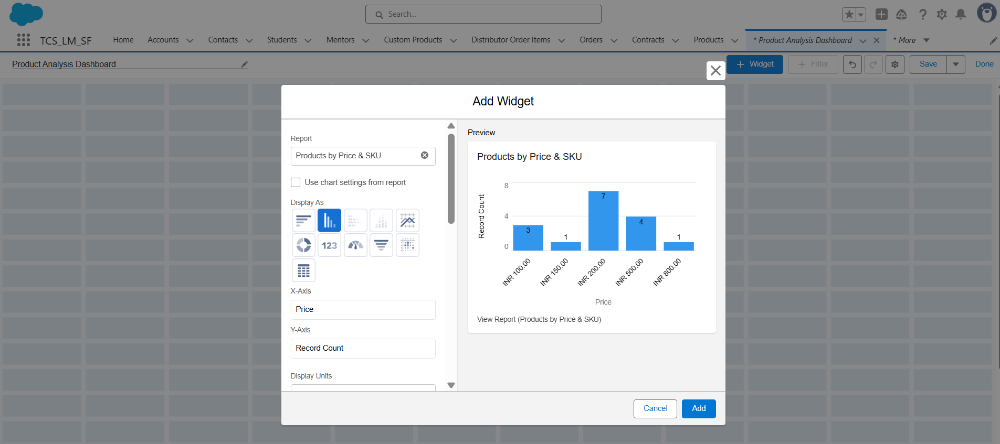 Search...
TCS_LM_SF
Home
Accounts
Contacts
Students
Mentors
Custom Products
Distributor Order Items
Orders
Contracts
Products
* Product Analysis Dashboard
* More
Product Analysis Dashboard
+ Widget
+ Filter
Save
Done
Add Widget
Report
Products by Price & SKU
Use chart settings from report
Display As
123
X-Axis
Price
Y-Axis
Record Count
Display Units
Preview
Products by Price & SKU
Record Count
8
4
0
3
1
7
4
1
INR 100.00
INR 150.00
INR 200.00
INR 500.00
INR 800.00
Price
View Report (Products by Price & SKU)
Cancel
Add